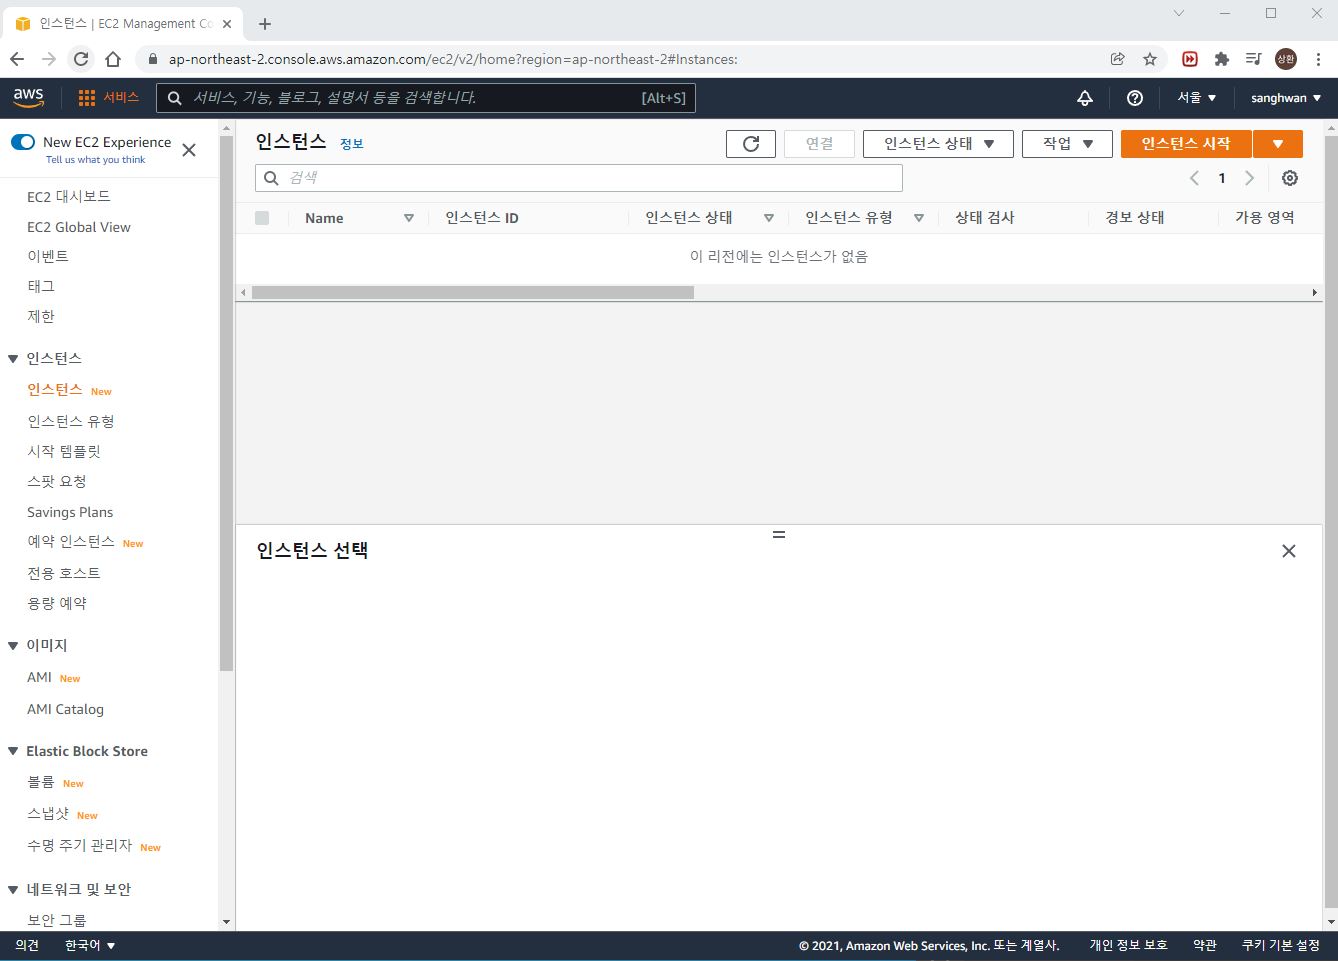 인스턴스 | EC2 Management Co
ap-northeast-2.console.aws.amazon.com/ec2/v2/home?region=ap-northeast-2#Instances:
상환
aws
서비스
서비스, 기능, 블로그, 설명서 등을 검색합니다.
[Alt+S]
서울
sanghwan
New EC2 Experience
Tell us what you think
EC2 대시보드
EC2 Global View
이벤트
태그
제한
인스턴스
인스턴스 New
인스턴스 유형
시작 템플릿
스팟 요청
Savings Plans
예약 인스턴스 New
전용 호스트
용량 예약
이미지
AMI New
AMI Catalog
Elastic Block Store
볼륨 New
스냅샷 New
수명 주기 관리자 New
네트워크 및 보안
보안 그룹
인스턴스 정보
연결
인스턴스 상태
작업
인스턴스 시작
검색
1
Name 인스턴스 ID 인스턴스 상태 인스턴스 유형 상태 검사 경보 상태 가용 영역
이 리전에는 인스턴스가 없음
인스턴스 선택
의견 한국어 © 2021, Amazon Web Services, Inc. 또는 계열사. 개인 정보 보호 약관 쿠키 기본 설정